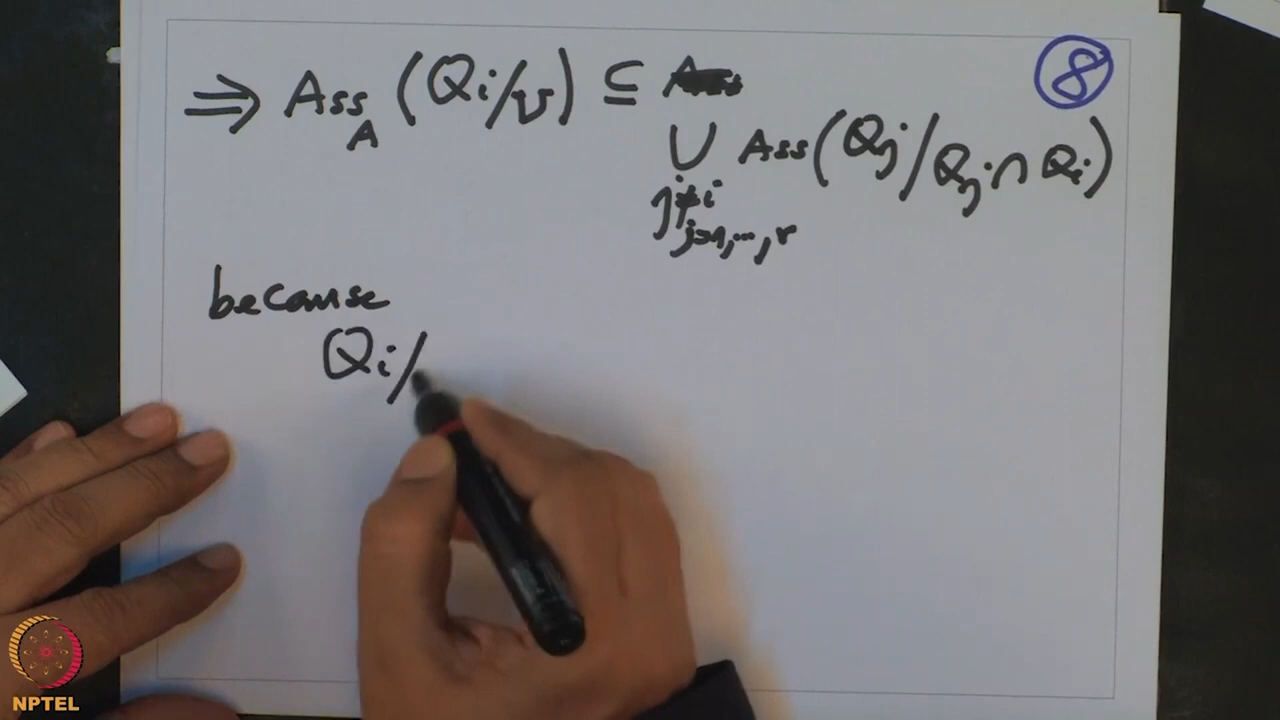 ⑧
⇒ Ass_A (Qi/V) ⊆
∪ Ass (Qj/Qj∩Qi)
j≠i
j=1,...,r
because
Qi/
NPTEL